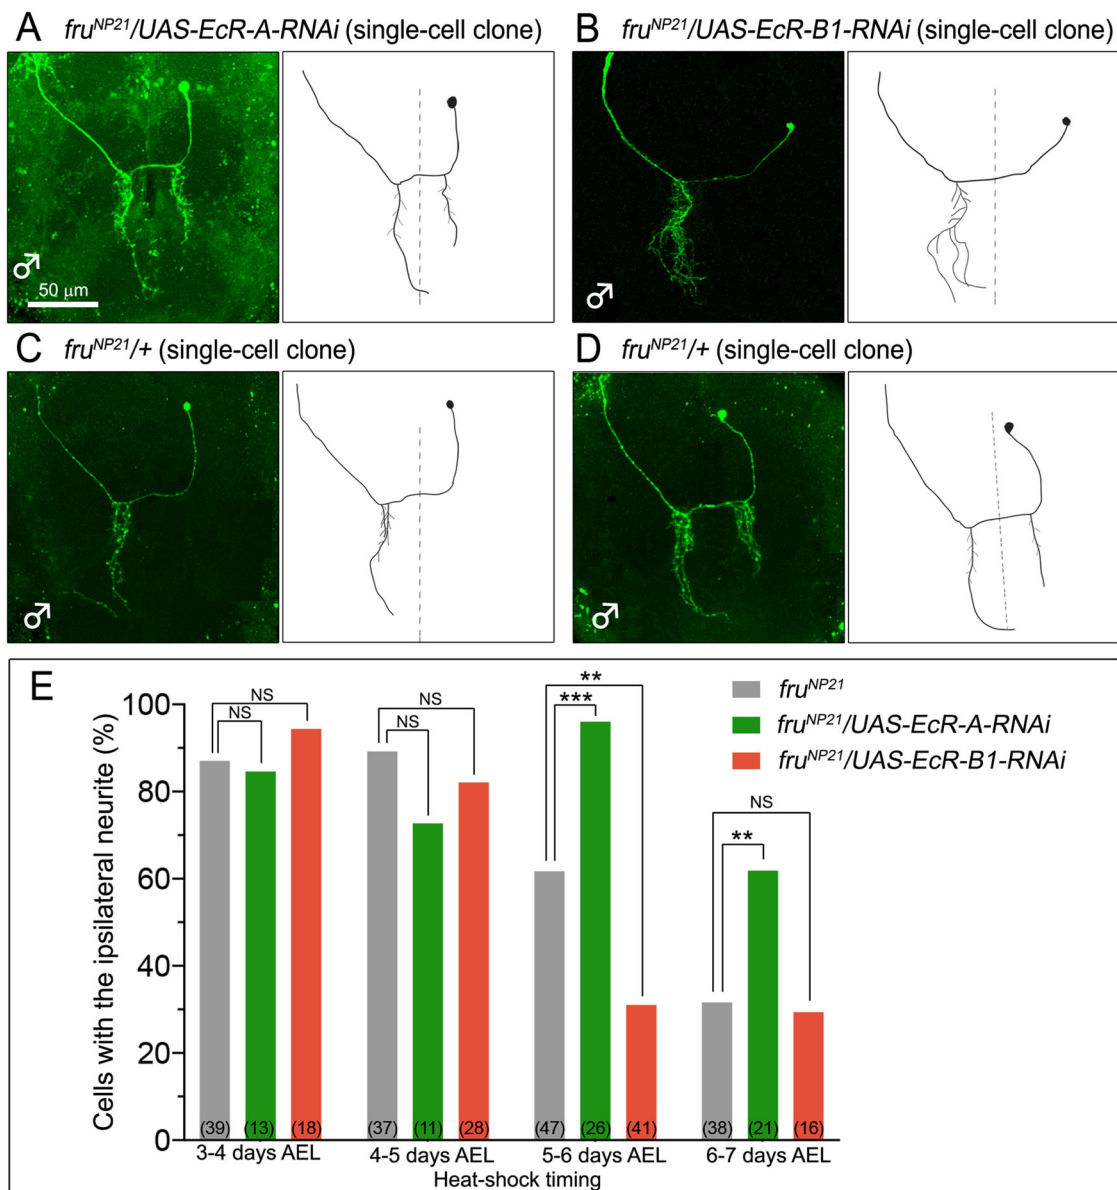 A fruNP21/UAS-EcR-A-RNAi (single-cell clone)
B fruNP21/UAS-EcR-B1-RNAi (single-cell clone)
♂
50 µm
♂
C fruNP21/+ (single-cell clone)
D fruNP21/+ (single-cell clone)
♂
♂
E
Cells with the ipsilateral neurite (%)
100
80
60
40
20
0
NS
NS
NS
NS
**
***
NS
**
fruNP21
fruNP21/UAS-EcR-A-RNAi
fruNP21/UAS-EcR-B1-RNAi
(39) (13) (18) (37) (11) (28) (47) (26) (41) (38) (21) (16)
3-4 days AEL 4-5 days AEL 5-6 days AEL 6-7 days AEL
Heat-shock timing